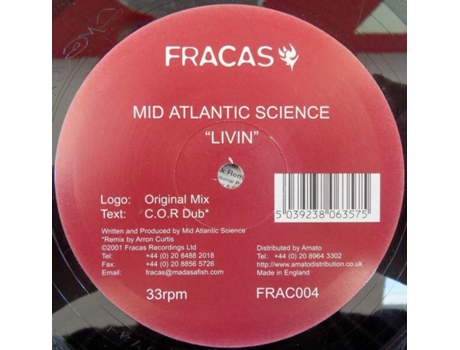 FRACAS
MID ATLANTIC SCIENCE
“LIVIN”
Logo: Original Mix
Text: C.O.R Dub*
5 039238 063575
Written and Produced by Mid Atlantic Science
*Remix by Arron Curtis
©2001 Fracas Recordings Ltd
Tel: +44 (0) 20 8488 2018
Fax: +44 (0) 20 8856 5726
Email: fracas@madasafish.com
Distributed by Amato
Tel: +44 (0) 20 8964 3302
www.amatodistribution.co.uk
Made in England
33rpm FRAC004